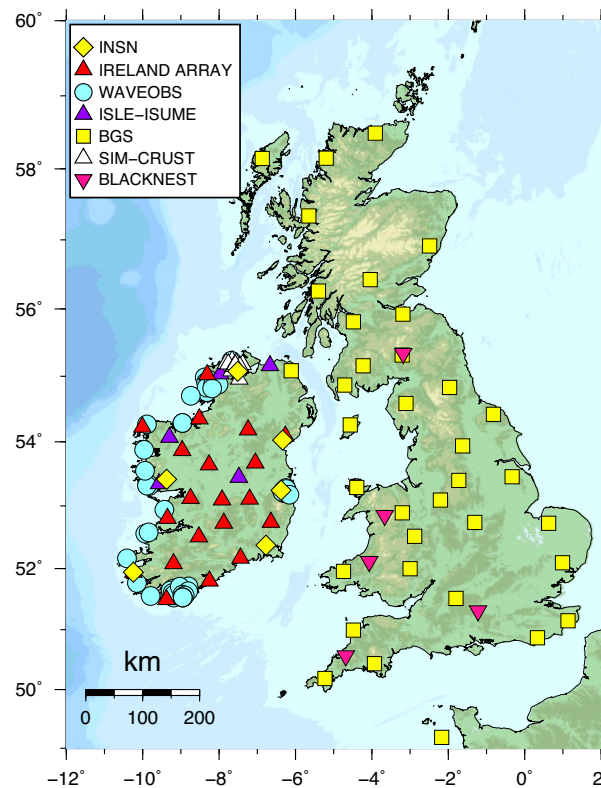 60˚
INSN
IRELAND ARRAY
WAVEOBS
ISLE−ISUME
BGS
SIM−CRUST
BLACKNEST
58˚
56˚
54˚
52˚
50˚
km
0 100 200
−12˚ −10˚ −8˚ −6˚ −4˚ −2˚ 0˚ 2˚